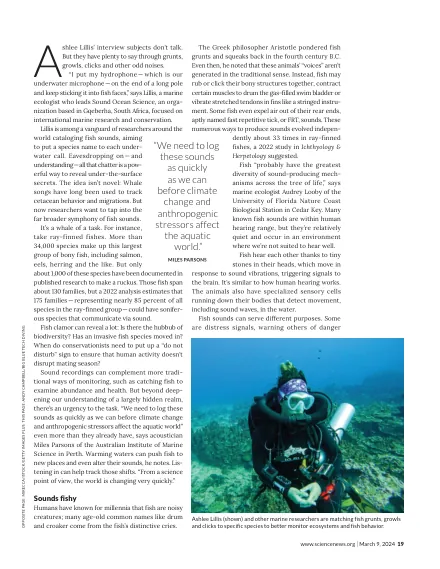 Ashlee Lillis' interview subjects don't talk.
But they have plenty to say through grunts,
growls, clicks and other odd noises.
"I put my hydrophone — which is our
underwater microphone — on the end of a long pole
and keep sticking it into fish faces," says Lillis, a marine
ecologist who leads Sound Ocean Science, an orga-
nization based in Gqeberha, South Africa, focused on
international marine research and conservation.
Lillis is among a vanguard of researchers around the
world cataloging fish sounds, aiming
to put a species name to each under-
water call. Eavesdropping on — and
understanding — all that chatter is a pow-
erful way to reveal under-the-surface
secrets. The idea isn't novel: Whale
songs have long been used to track
cetacean behavior and migrations. But
now researchers want to tap into the
far broader symphony of fish sounds.
It's a whale of a task. For instance,
take ray-finned fishes. More than
34,000 species make up this largest
group of bony fish, including salmon,
eels, herring and the like. But only
about 1,000 of these species have been documented in
published research to make a ruckus. Those fish span
about 130 families, but a 2022 analysis estimates that
175 families — representing nearly 85 percent of all
species in the ray-finned group — could have sonifer-
ous species that communicate via sound.
Fish clamor can reveal a lot: Is there the hubbub of
biodiversity? Has an invasive fish species moved in?
When do conservationists need to put up a "do not
disturb" sign to ensure that human activity doesn't
disrupt mating season?
Sound recordings can complement more tradi-
tional ways of monitoring, such as catching fish to
examine abundance and health. But beyond deep-
ening our understanding of a largely hidden realm,
there's an urgency to the task. "We need to log these
sounds as quickly as we can before climate change
and anthropogenic stressors affect the aquatic world"
even more than they already have, says acoustician
Miles Parsons of the Australian Institute of Marine
Science in Perth. Warming waters can push fish to
new places and even alter their sounds, he notes. Lis-
tening in can help track those shifts. "From a science
point of view, the world is changing very quickly."
Sounds fishy
Humans have known for millennia that fish are noisy
creatures; many age-old common names like drum
and croaker come from the fish's distinctive cries.
"We need to log
these sounds
as quickly
as we can
before climate
change and
anthropogenic
stressors affect
the aquatic
world."
MILES PARSONS
The Greek philosopher Aristotle pondered fish
grunts and squeaks back in the fourth century B.C.
Even then, he noted that these animals' "voices" aren't
generated in the traditional sense. Instead, fish may
rub or click their bony structures together, contract
certain muscles to drum the gas-filled swim bladder or
vibrate stretched tendons in fins like a stringed instru-
ment. Some fish even expel air out of their rear ends,
aptly named fast repetitive tick, or FRT, sounds. These
numerous ways to produce sounds evolved indepen-
dently about 33 times in ray-finned
fishes, a 2022 study in Ichthyology &
Herpetology suggested.
Fish "probably have the greatest
diversity of sound-producing mech-
anisms across the tree of life," says
marine ecologist Audrey Looby of the
University of Florida Nature Coast
Biological Station in Cedar Key. Many
known fish sounds are within human
hearing range, but they're relatively
quiet and occur in an environment
where we're not suited to hear well.
Fish hear each other thanks to tiny
stones in their heads, which move in
response to sound vibrations, triggering signals to
the brain. It's similar to how human hearing works.
The animals also have specialized sensory cells
running down their bodies that detect movement,
including sound waves, in the water.
Fish sounds can serve different purposes. Some
are distress signals, warning others of danger
Ashlee Lillis (shown) and other marine researchers are matching fish grunts, growls
and clicks to specific species to better monitor ecosystems and fish behavior.
www.sciencenews.org | March 9, 2024 19